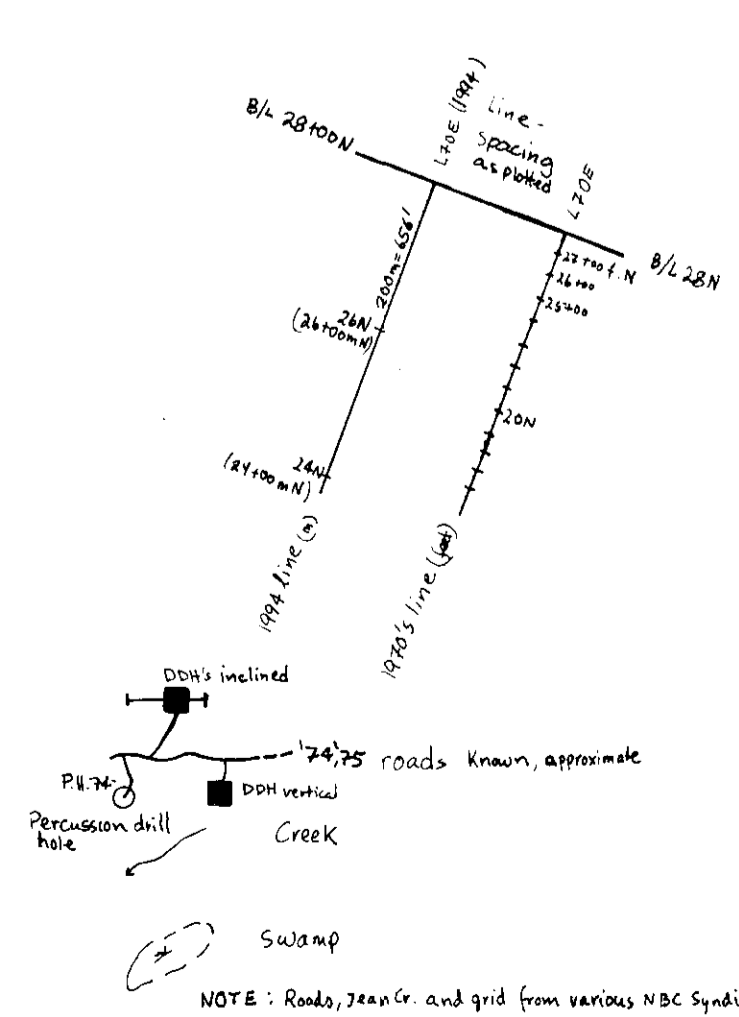 B/L 28+00N
L70E (1994)
Line-
Spacing
as plotted
L70E
B/L 28N
27+00 f.N
26+00
25+00
20N
200m=656'
26N
(26+00mN)
24N
(24+00mN)
1994 line (m)
1970's line (feet)
DDH's inclined
'74,'75 roads known, approximate
P.H.74-
DDH vertical
Percussion drill
hole
Creek
Swamp
NOTE: Roads, Jean Cr. and grid from various NBC Syndi